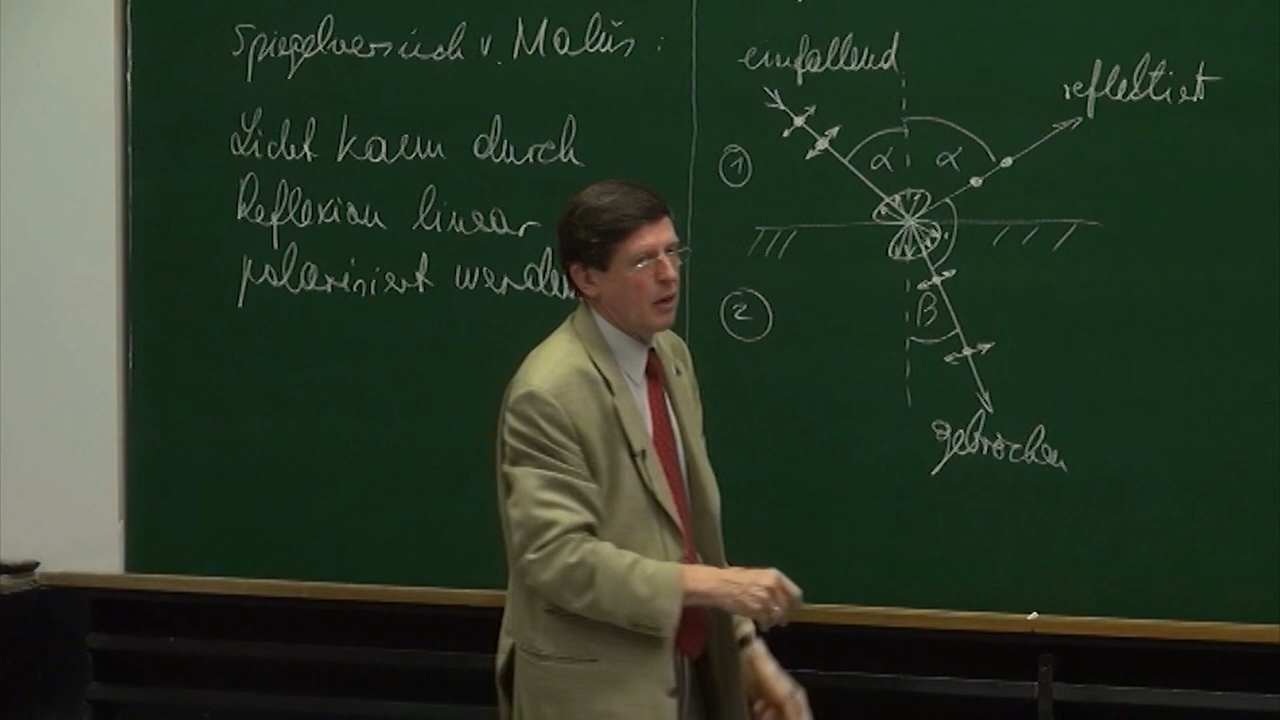 Spiegelversuch v. Malus:
Licht kann durch
Reflexion linear
polarisiert werden
einfallend
reflektiert
α α
1
2
β
gebrochen